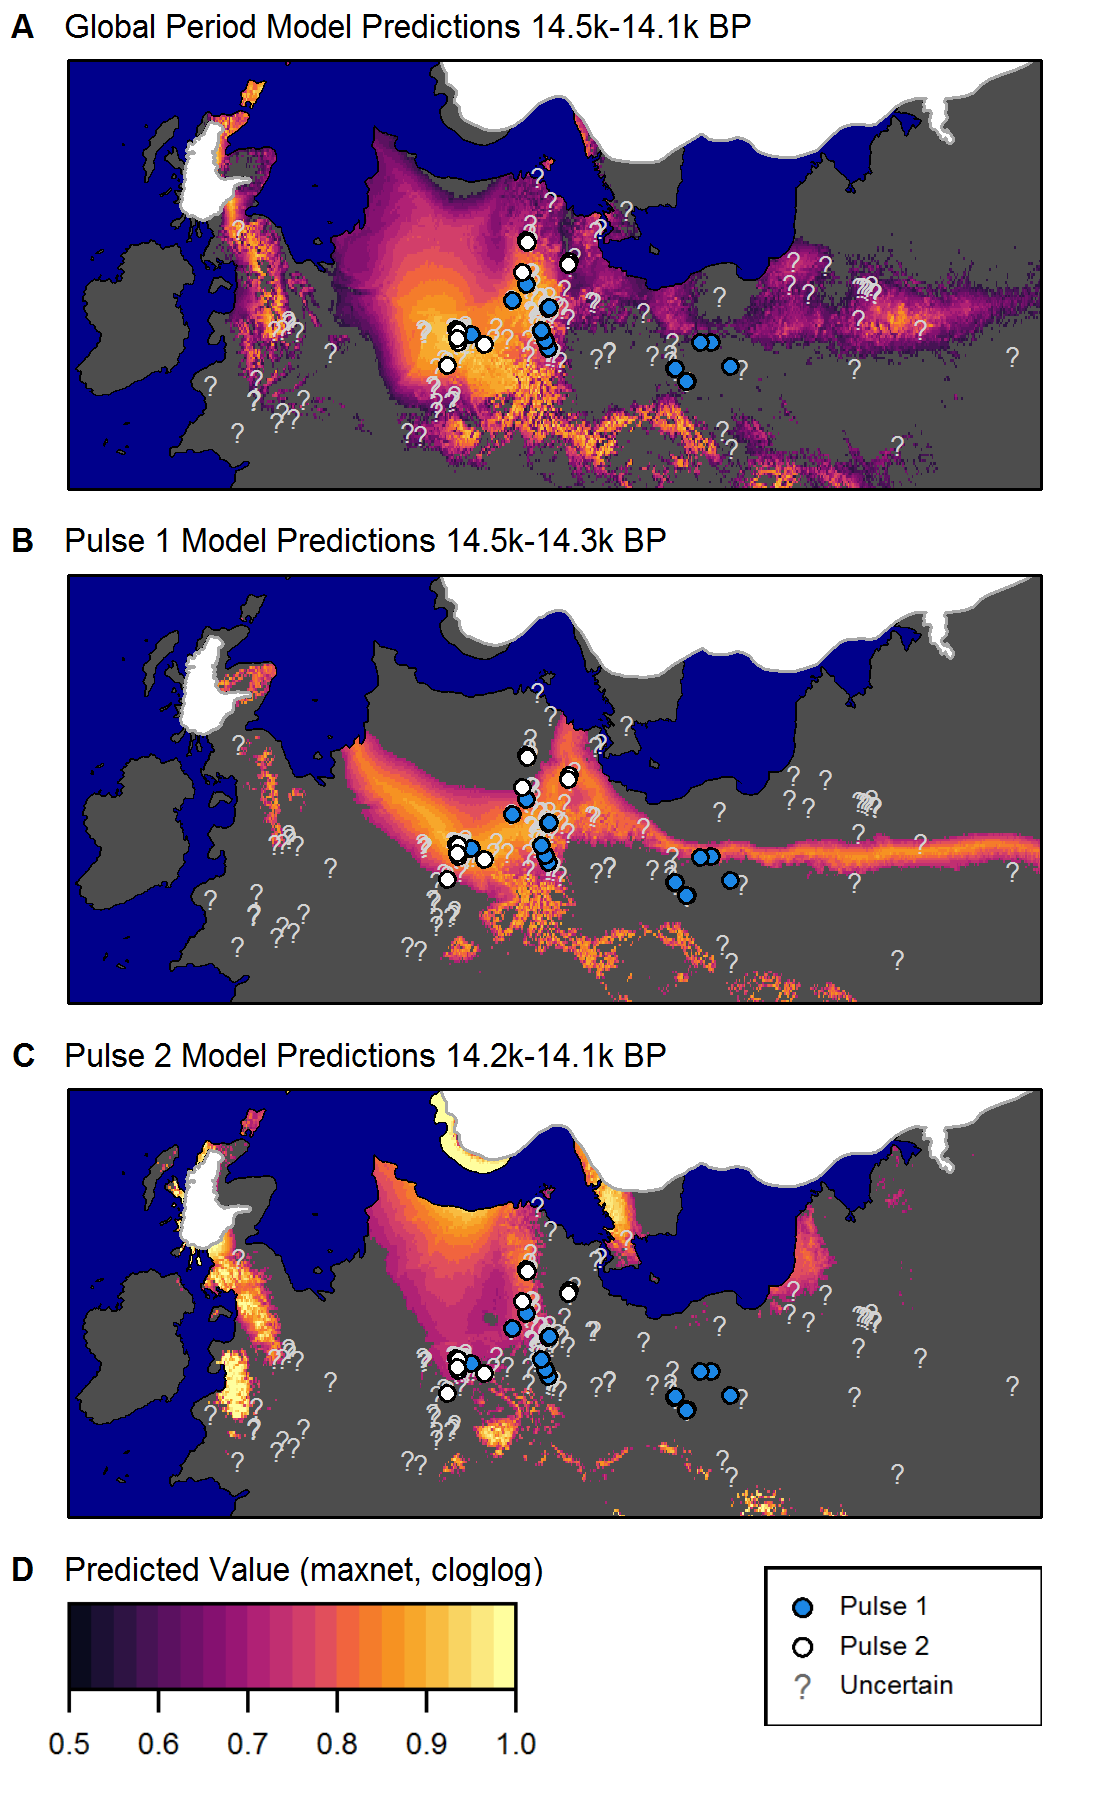 A Global Period Model Predictions 14.5k-14.1k BP
B Pulse 1 Model Predictions 14.5k-14.3k BP
C Pulse 2 Model Predictions 14.2k-14.1k BP
D Predicted Value (maxnet, cloglog)
0.5 0.6 0.7 0.8 0.9 1.0
Pulse 1
Pulse 2
? Uncertain